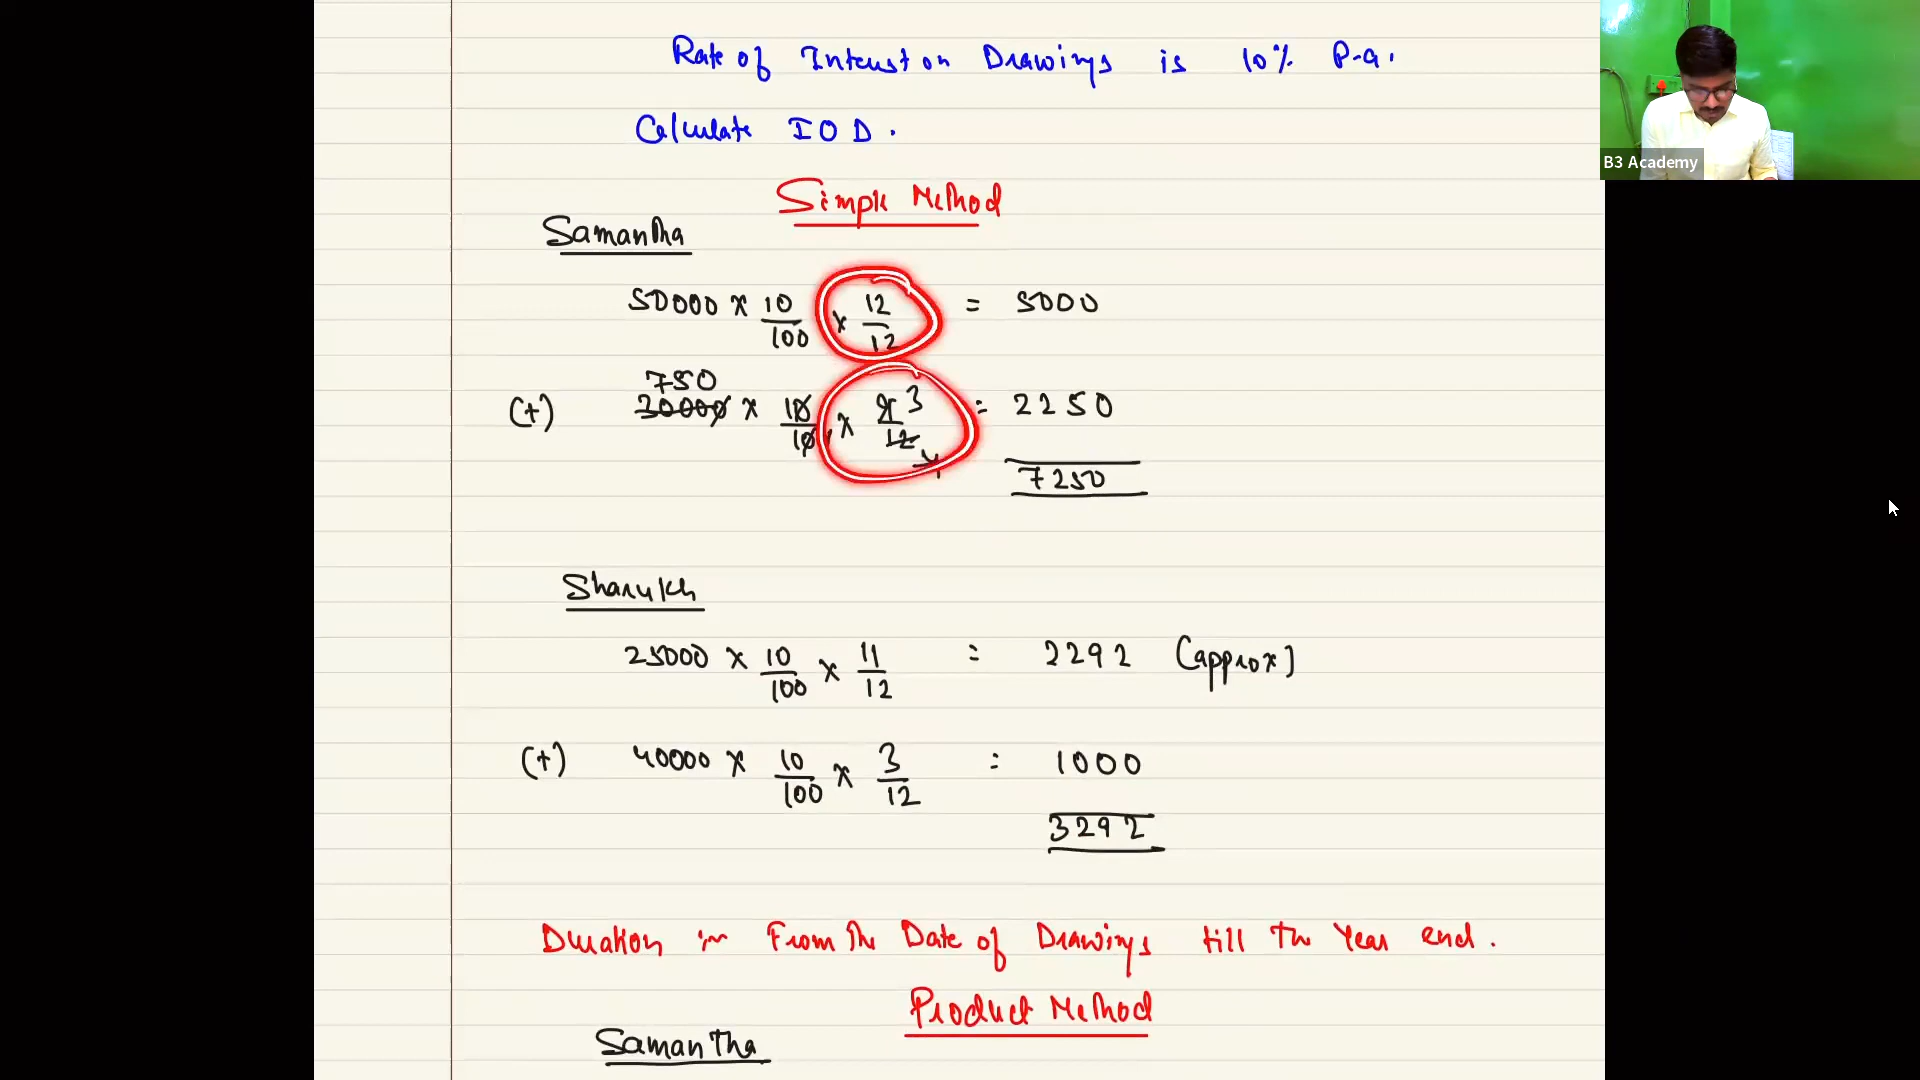 Rate of Interest on Drawings is 10% P.a.
Calculate IOD.
Simple Method
Samantha
50000 x 10/100 x 12/12 = 5000
750
(+) 30000 x 10/10 x 3/12 = 2250
7250
Sharukh
25000 x 10/100 x 11/12 = 2292 (approx)
(+) 40000 x 10/100 x 3/12 = 1000
3292
Duration :- From the Date of Drawings till the Year end.
Product Method
Samantha
B3 Academy